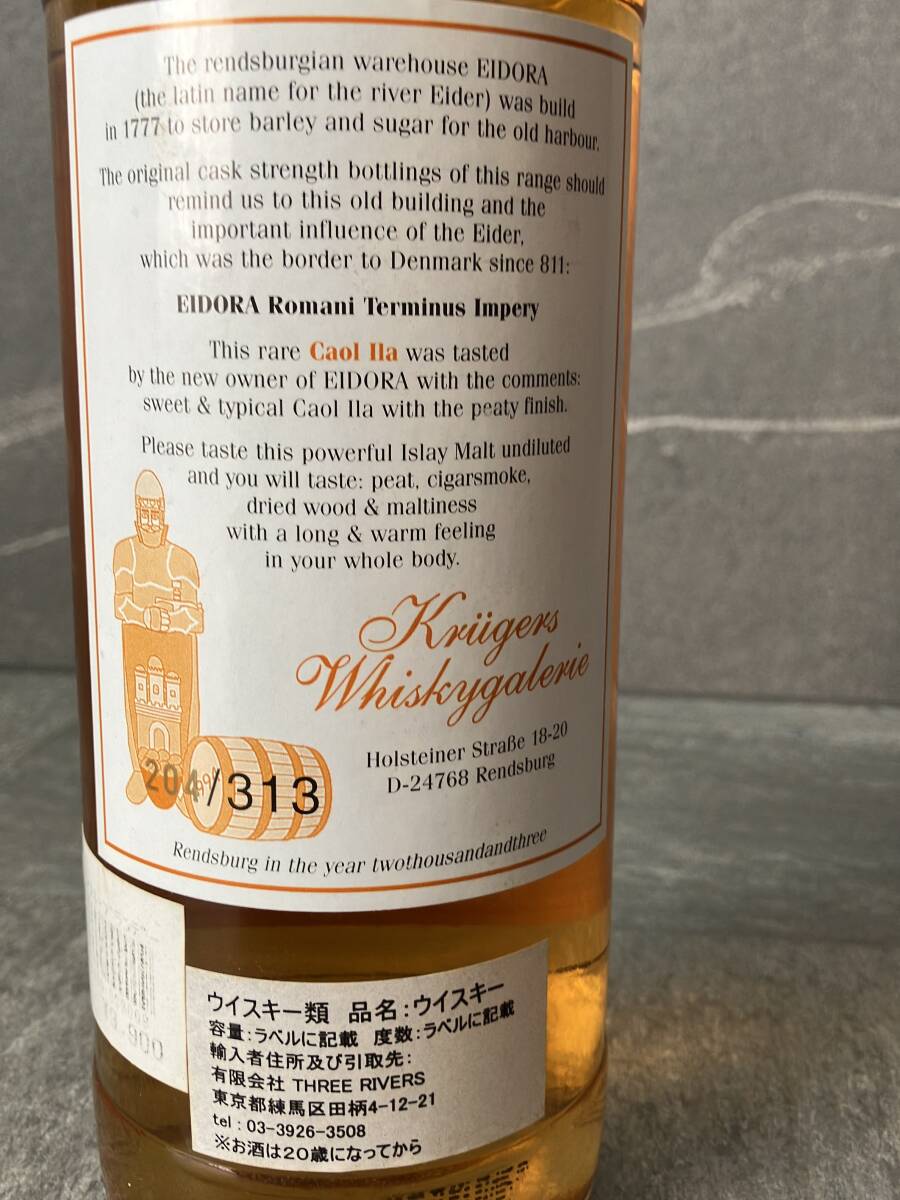 The rendsburgian warehouse EIDORA
(the latin name for the river Eider) was build
in 1777 to store barley and sugar for the old harbour.
The original cask strength bottlings of this range should
remind us to this old building and the
important influence of the Eider,
which was the border to Denmark since 811:
EIDORA Romani Terminus Impery
This rare Caol Ila was tasted
by the new owner of EIDORA with the comments:
sweet & typical Caol Ila with the peaty finish.
Please taste this powerful Islay Malt undiluted
and you will taste: peat, cigarsmoke,
dried wood & maltiness
with a long & warm feeling
in your whole body.
Krügers
Whiskygalerie
Holsteiner Straße 18-20
D-24768 Rendsburg
204/313
Rendsburg in the year twothousandandthree
900
ウイスキー類 品名:ウイスキー
容量:ラベルに記載 度数:ラベルに記載
輸入者住所及び引取先:
有限会社 THREE RIVERS
東京都練馬区田柄4-12-21
tel : 03-3926-3508
※お酒は20歳になってから